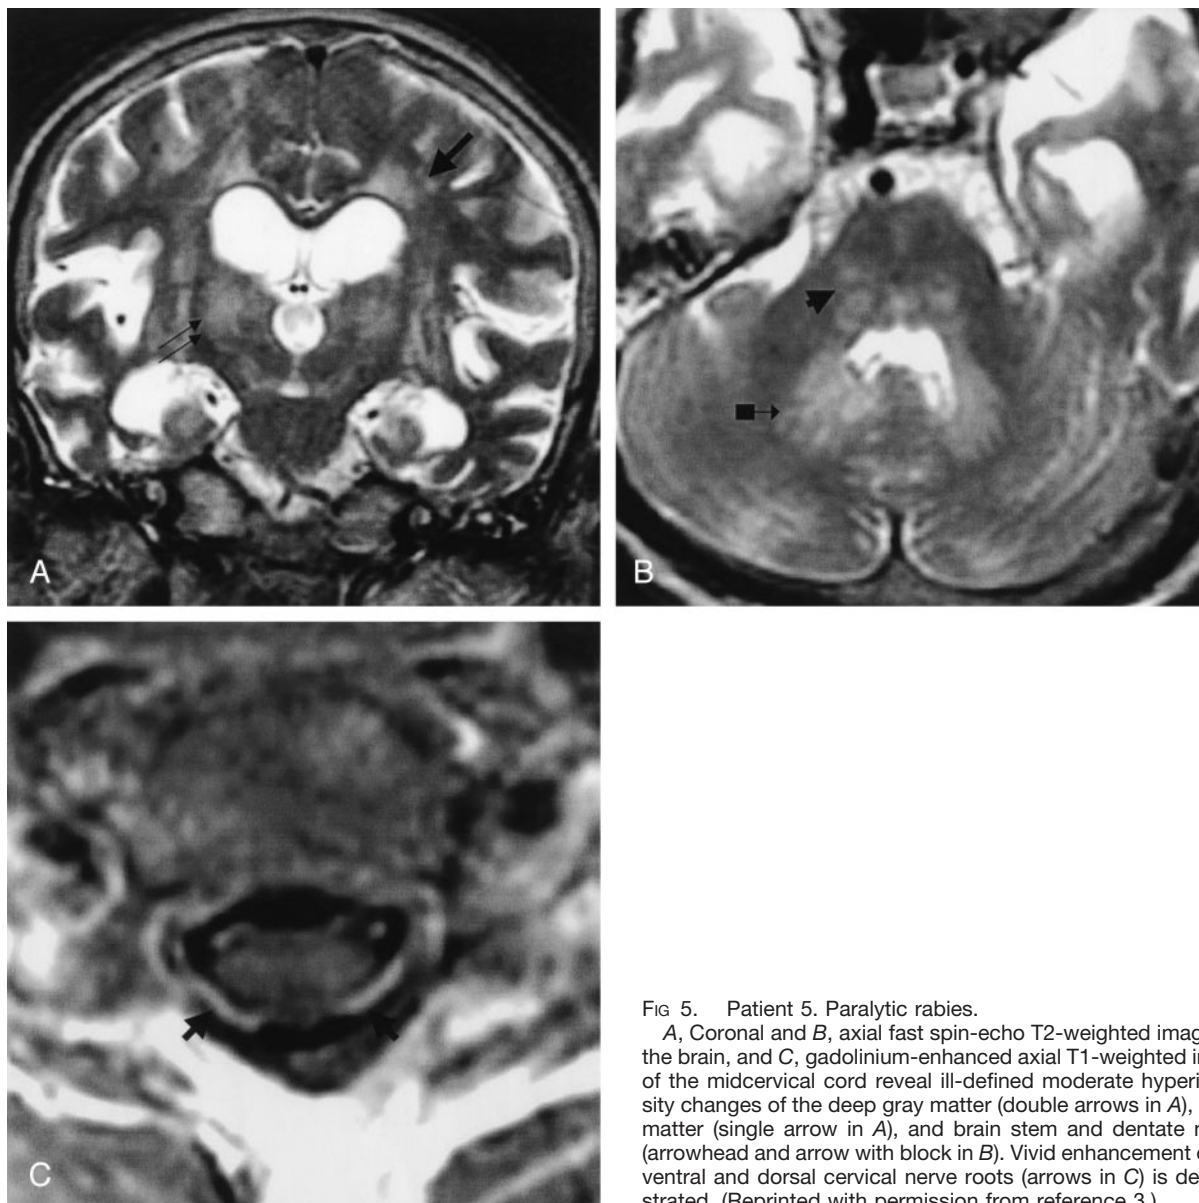 A
B
C
FIG 5. Patient 5. Paralytic rabies.
A, Coronal and B, axial fast spin-echo T2-weighted
the brain, and C, gadolinium-enhanced axial T1-weighted
of the midcervical cord reveal ill-defined moderate
sity changes of the deep gray matter (double arrows in A),
matter (single arrow in A), and brain stem and dentate
(arrowhead and arrow with block in B). Vivid enhancement
ventral and dorsal cervical nerve roots (arrows in C) is
strated. (Reprinted with permission from reference 3.)